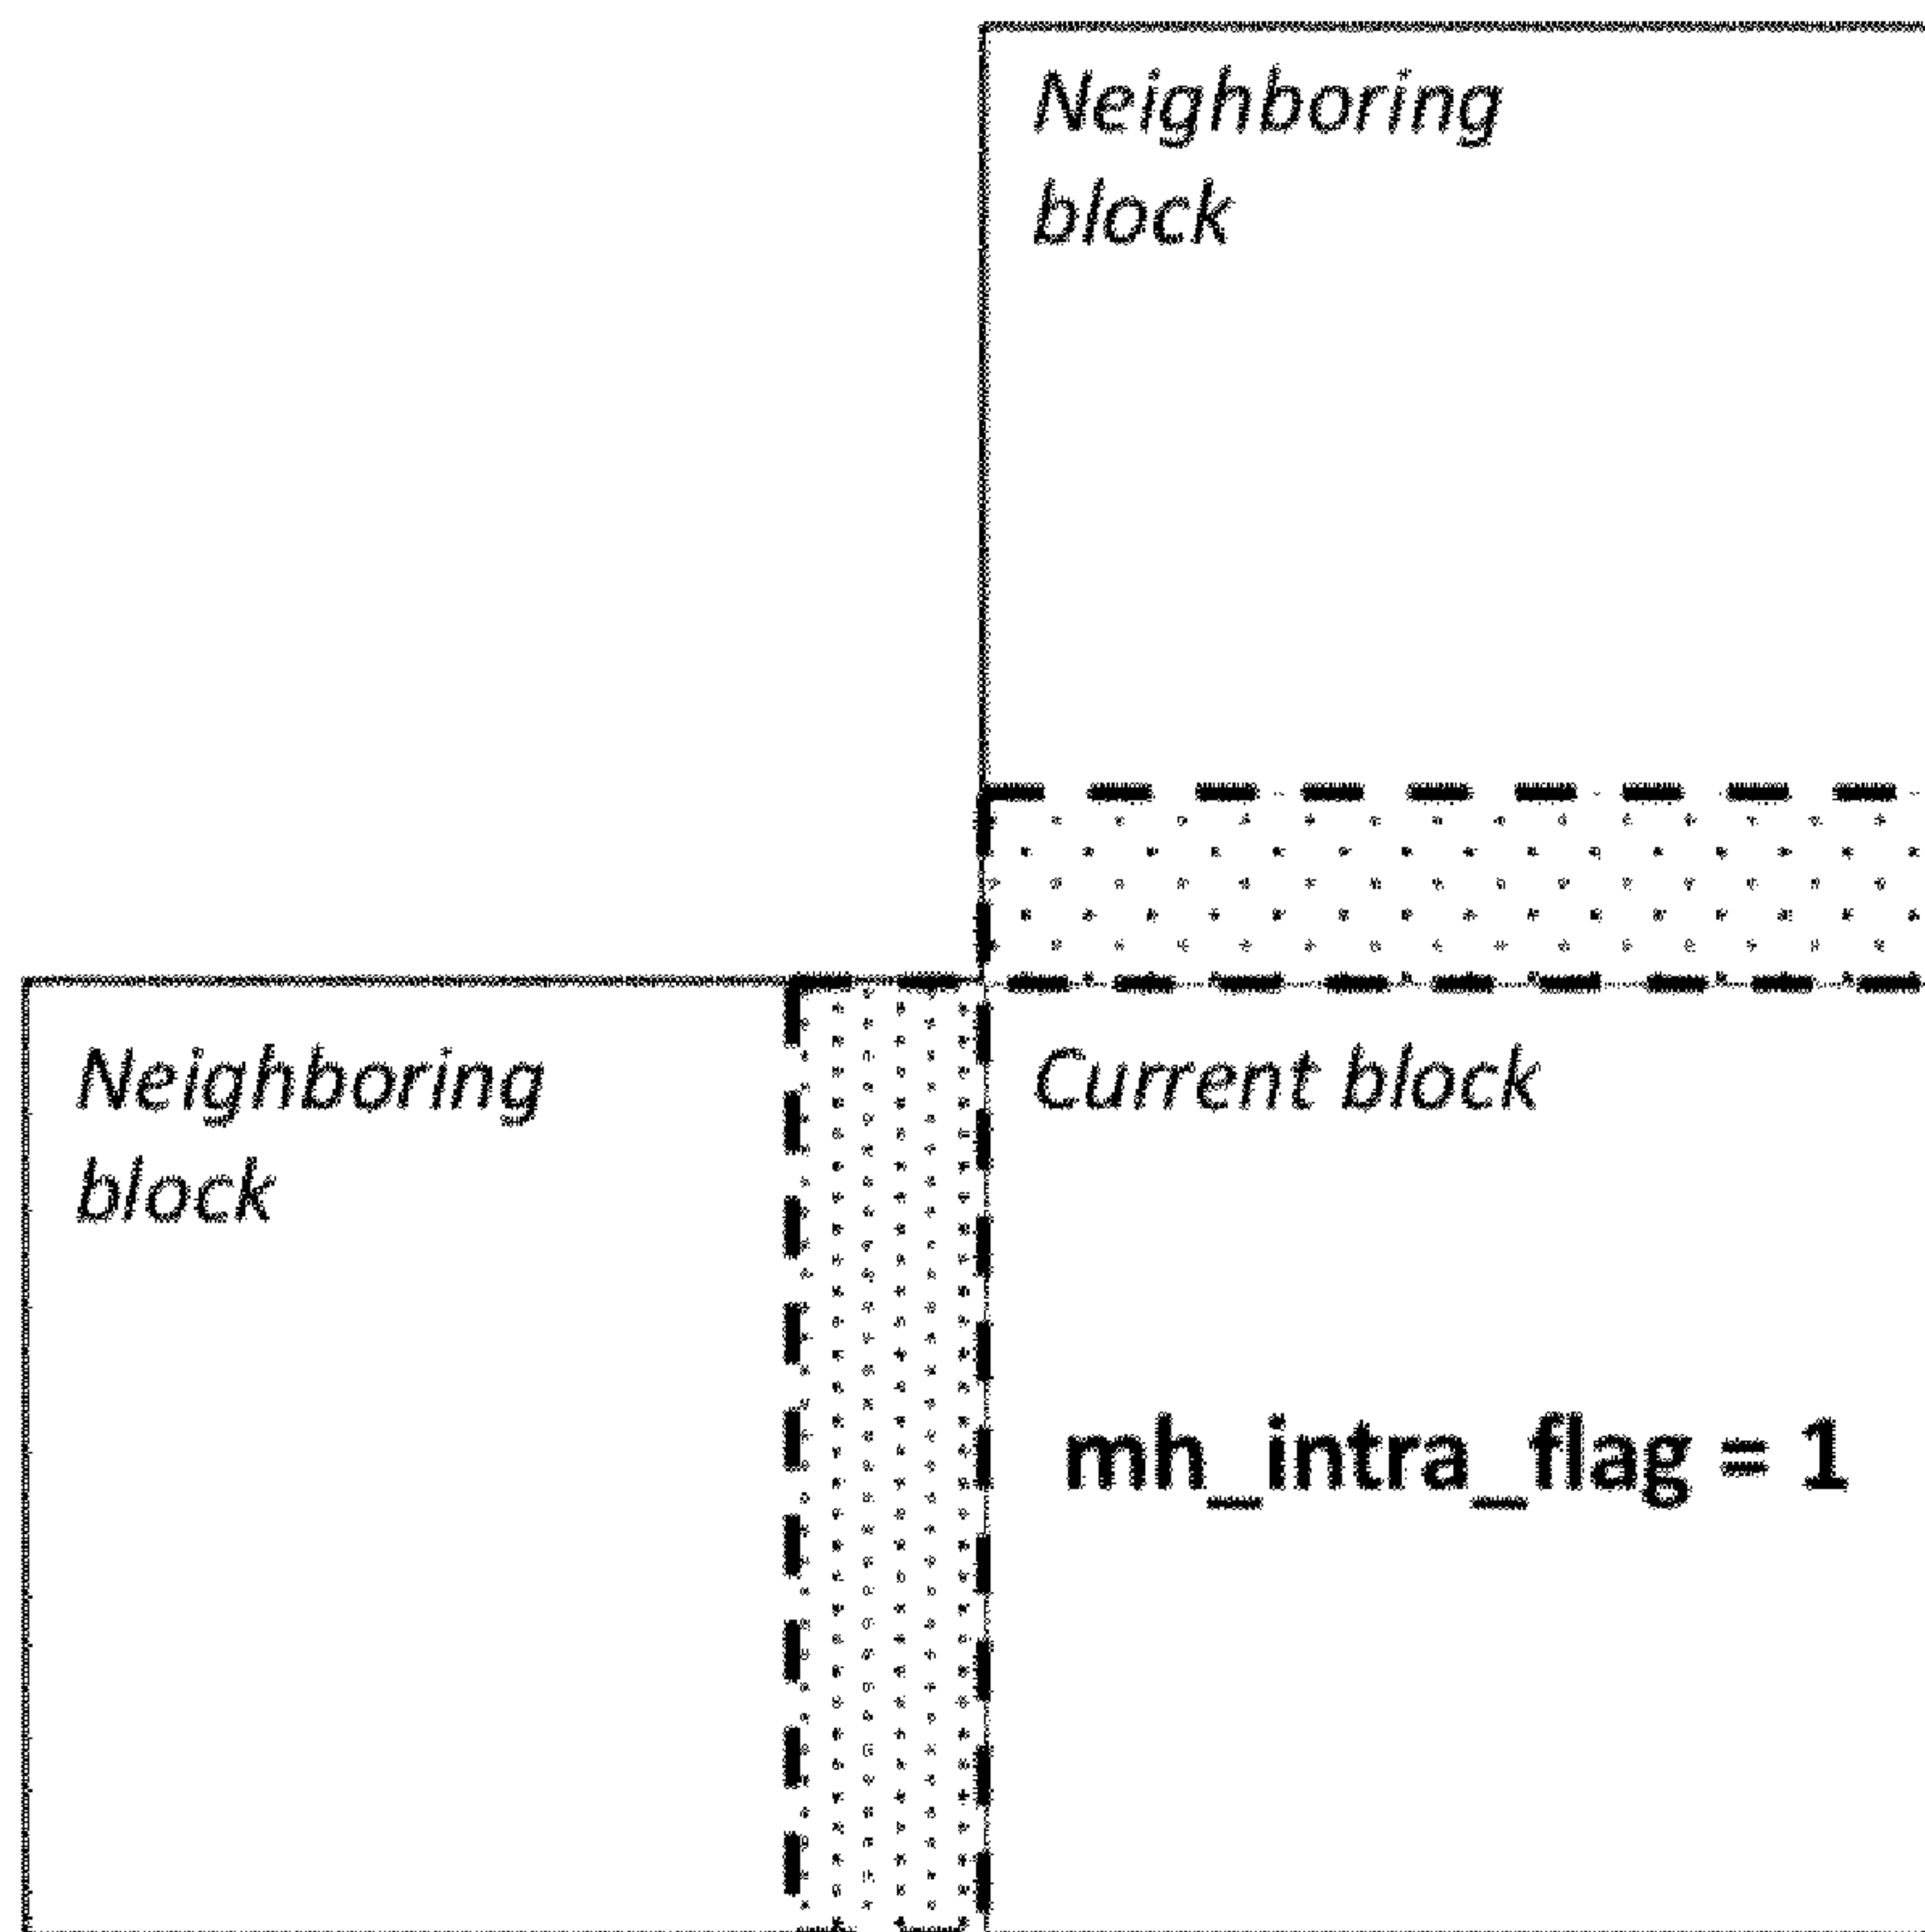 Neighboring
block
Neighboring
block
Current block
mh_intra_flag = 1